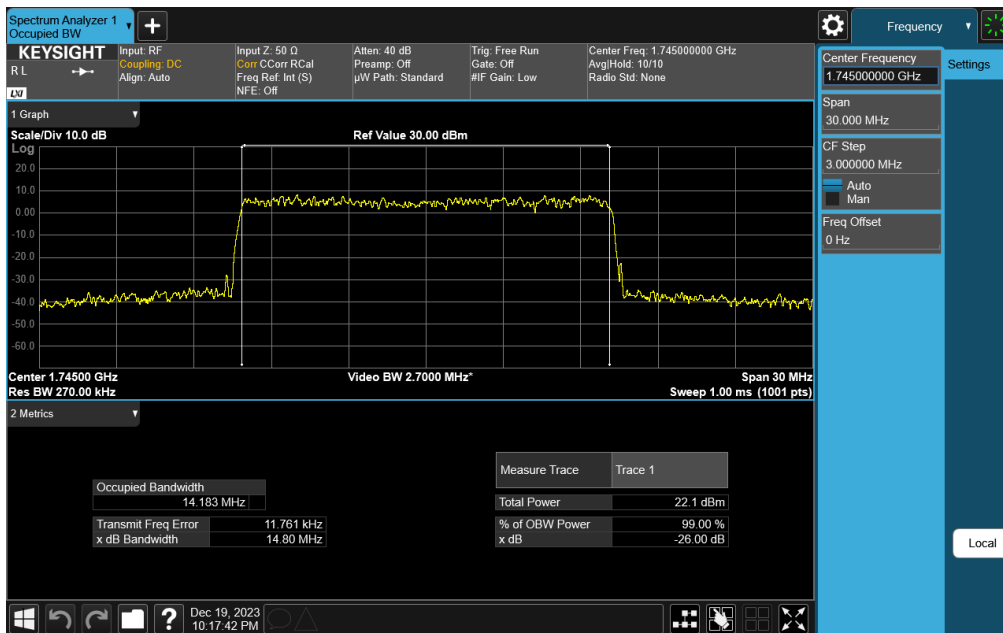 Spectrum Analyzer 1
Occupied BW
Frequency
KEYSIGHT
R L
LXI
Input: RF
Coupling: DC
Align: Auto
Input Z: 50 Ω
Corr CCorr RCal
Freq Ref: Int (S)
NFE: Off
Atten: 40 dB
Preamp: Off
µW Path: Standard
Trig: Free Run
Gate: Off
#IF Gain: Low
Center Freq: 1.745000000 GHz
Avg|Hold: 10/10
Radio Std: None
Center Frequency
1.745000000 GHz
Settings
Span
30.000 MHz
CF Step
3.000000 MHz
Auto
Man
Freq Offset
0 Hz
Local
1 Graph
Scale/Div 10.0 dB
Ref Value 30.00 dBm
Log
20.0
10.0
0.00
-10.0
-20.0
-30.0
-40.0
-50.0
-60.0
Center 1.74500 GHz
Video BW 2.7000 MHz*
Span 30 MHz
Res BW 270.00 kHz
Sweep 1.00 ms (1001 pts)
2 Metrics
Measure Trace Trace 1
Occupied Bandwidth
14.183 MHz
Total Power 22.1 dBm
Transmit Freq Error 11.761 kHz
% of OBW Power 99.00 %
x dB Bandwidth 14.80 MHz
x dB -26.00 dB
?
Dec 19, 2023
10:17:42 PM